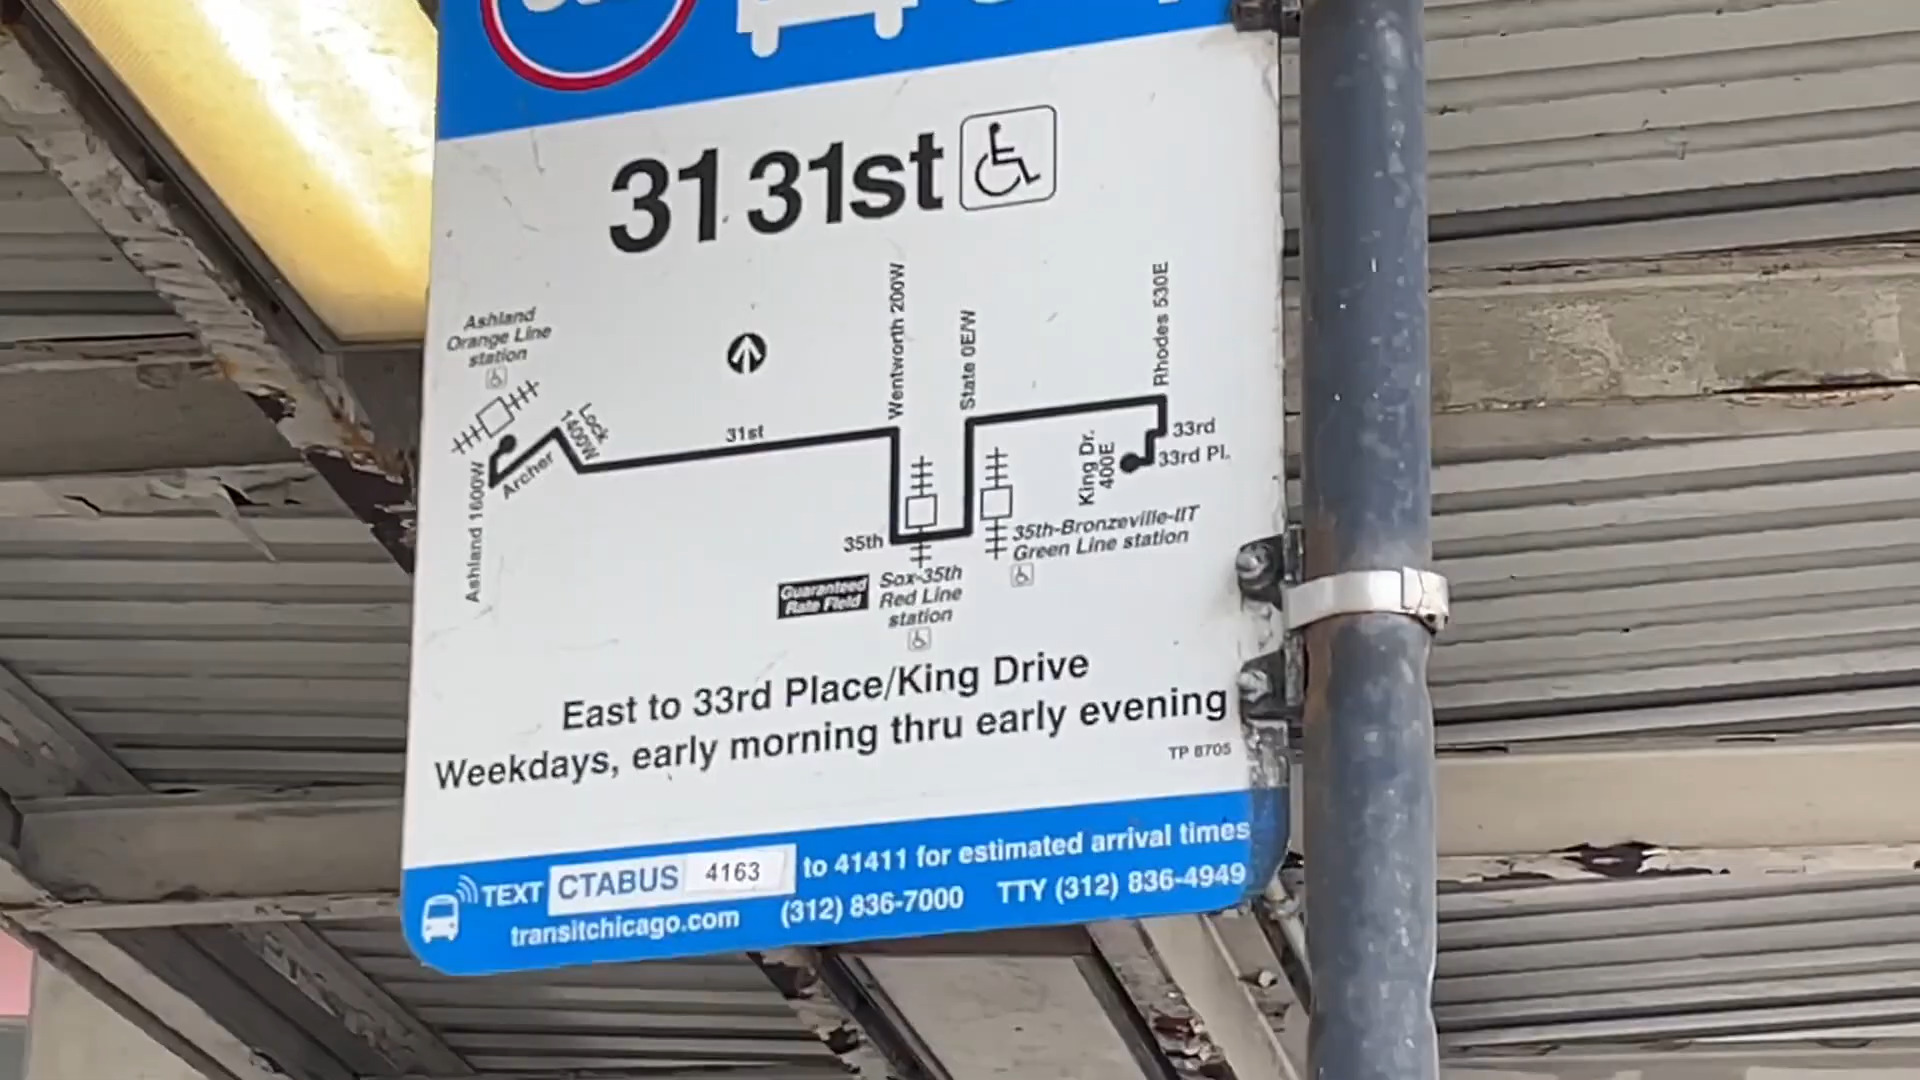 31 31st
Ashland
Orange Line
station
Ashland 1600W
Archer
Lock
1400W
31st
Wentworth 200W
State 0E/W
Rhodes 530E
33rd
33rd Pl.
King Dr.
400E
35th
35th-Bronzeville-IIT
Green Line station
Guaranteed
Rate Field
Sox-35th
Red Line
station
East to 33rd Place/King Drive
Weekdays, early morning thru early evening
TP 8705
TEXT CTABUS 4163 to 41411 for estimated arrival times
transitchicago.com (312) 836-7000 TTY (312) 836-4949